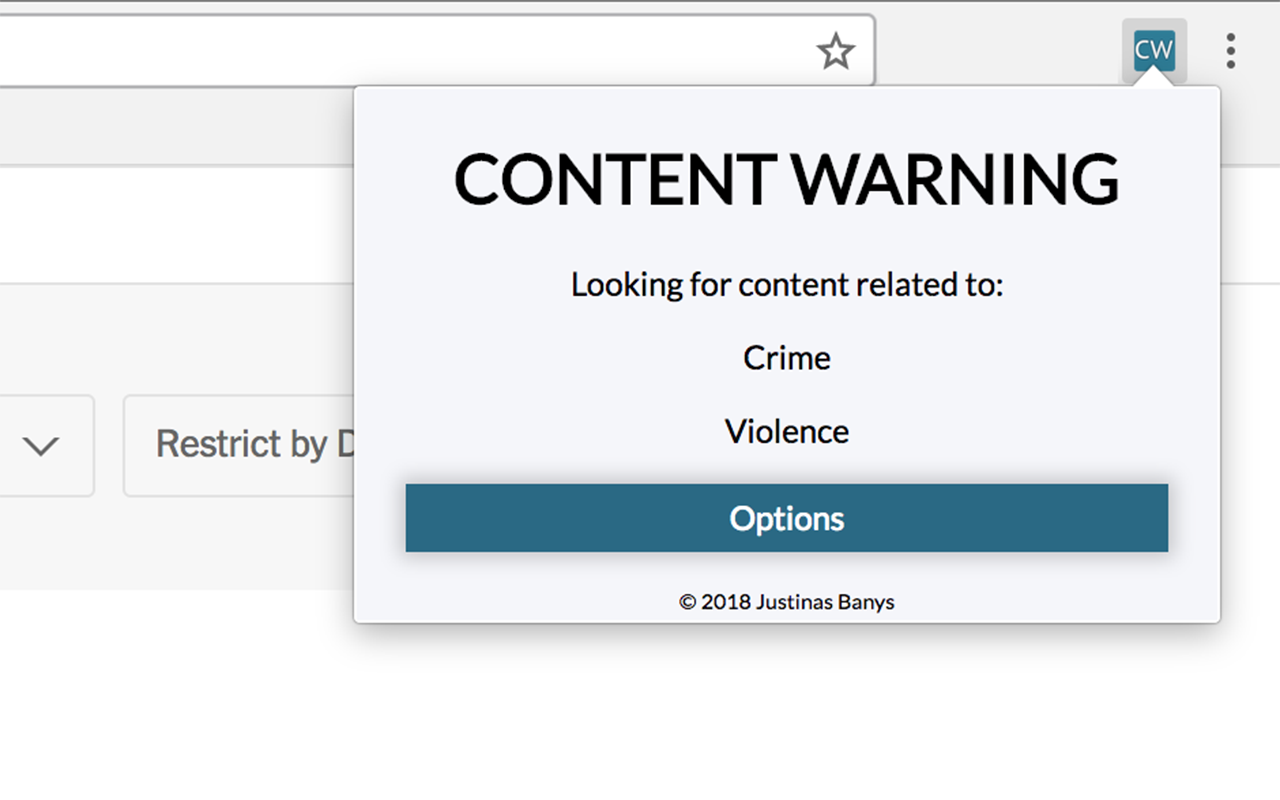 CW
CONTENT WARNING
Looking for content related to:
Crime
Violence
Restrict by
Options
© 2018 Justinas Banys